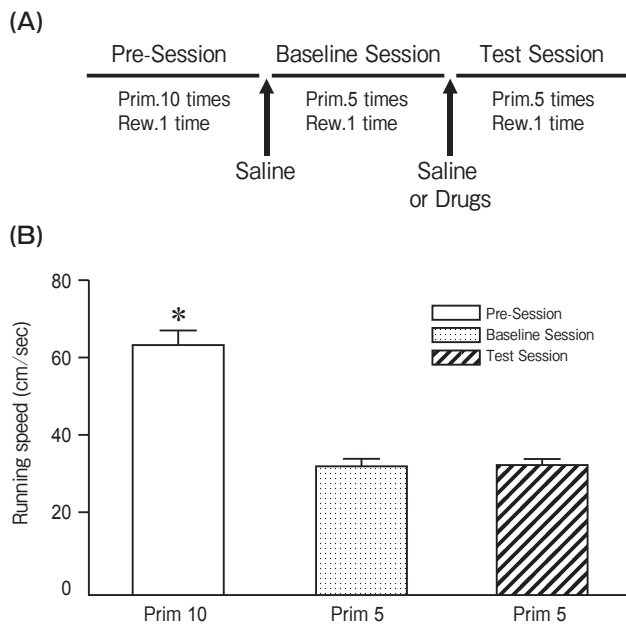 (A)
Pre-Session Baseline Session Test Session
Prim.10 times Prim.5 times Prim.5 times
Rew.1 time Rew.1 time Rew.1 time
Saline Saline
or Drugs
(B)
80
60
40
20
0
Running speed (cm/sec)
*
Pre-Session
Baseline Session
Test Session
Prim 10 Prim 5 Prim 5